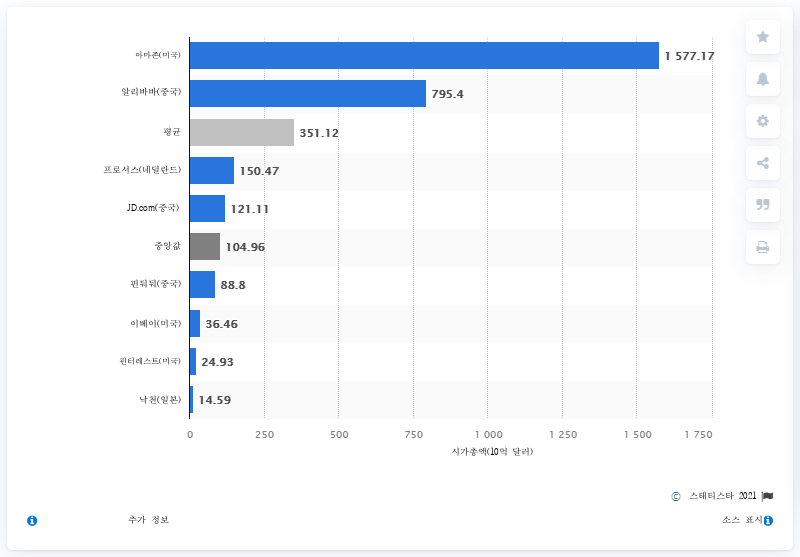 아마존(미국) 1 577.17
알리바바(중국) 795.4
평균 351.12
프로서스(네덜란드) 150.47
JD.com(중국) 121.11
중앙값 104.96
핀둬둬(중국) 88.8
이베이(미국) 36.46
핀터레스트(미국) 24.93
낙천(일본) 14.59
0 250 500 750 1 000 1 250 1 500 1 750
시가총액(10억 달러)
© 스태티스타 2021
추가 정보 소스 표시